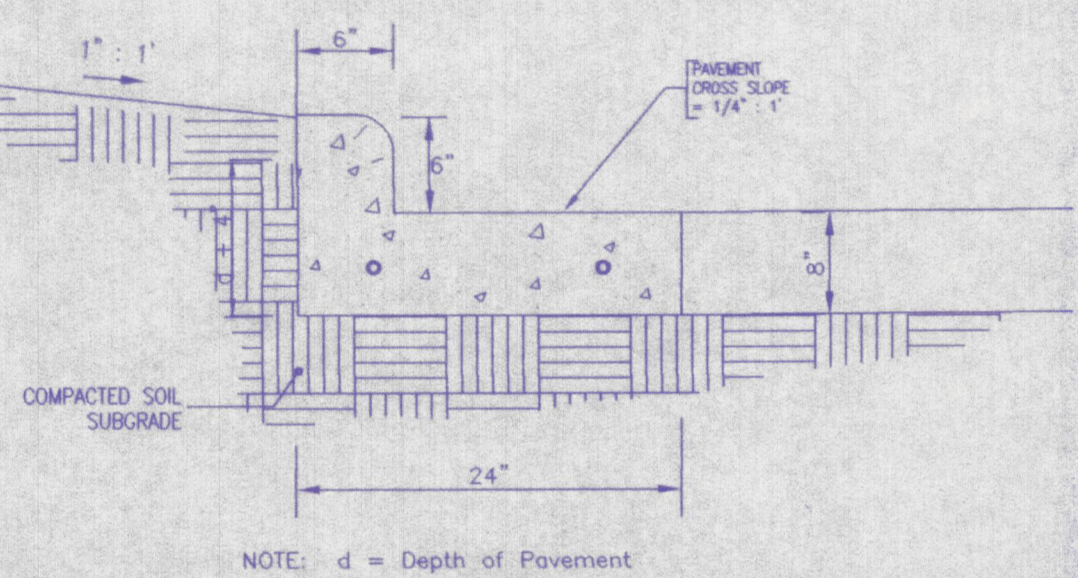 1" : 1'
6"
PAVEMENT
CROSS SLOPE
= 1/4" : 1'
6"
d + 4"
8"
COMPACTED SOIL
SUBGRADE
24"
NOTE: d = Depth of Pavement